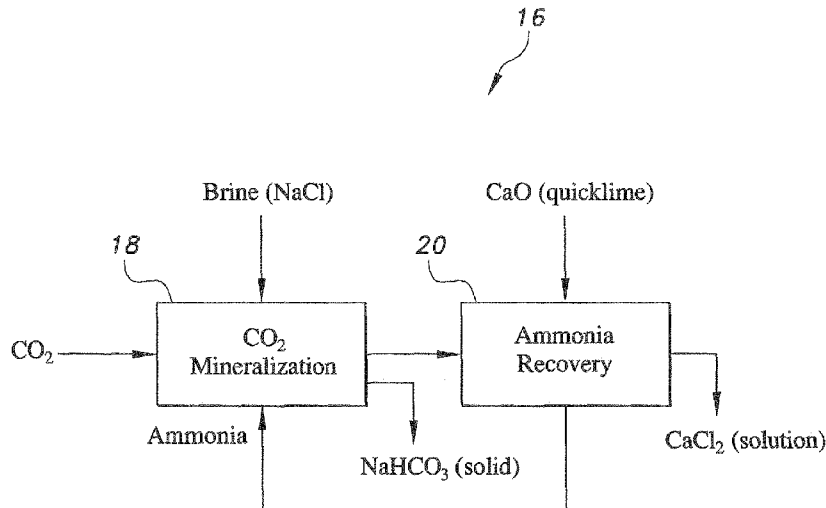 16
Brine (NaCl)
CaO (quicklime)
18
20
CO₂
CO₂
Mineralization
Ammonia
Recovery
Ammonia
NaHCO₃ (solid)
CaCl₂ (solution)